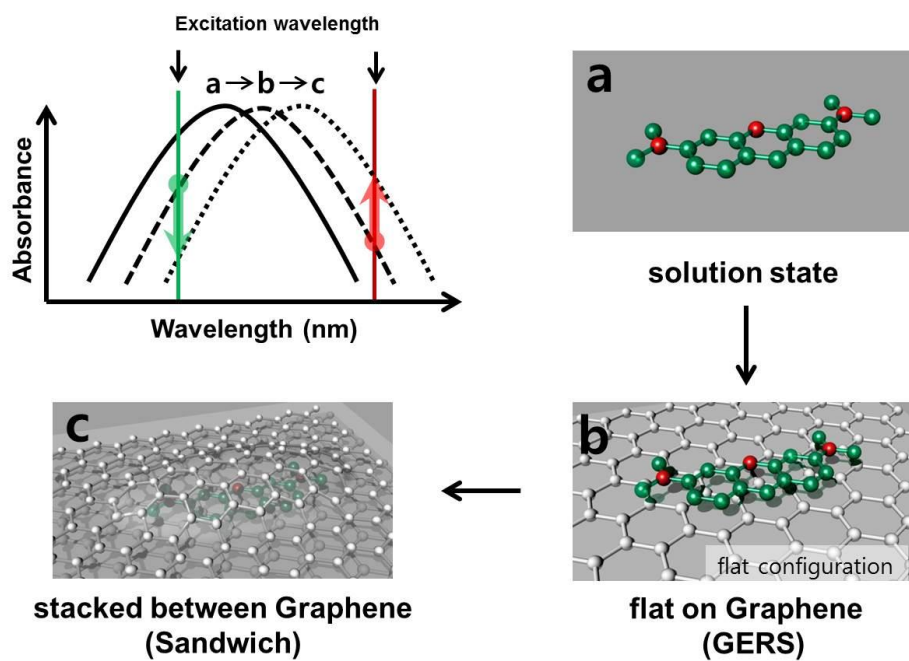 Excitation wavelength
a→b→c
Absorbance
Wavelength (nm)
a
solution state
b
flat configuration
flat on Graphene
(GERS)
c
stacked between Graphene
(Sandwich)